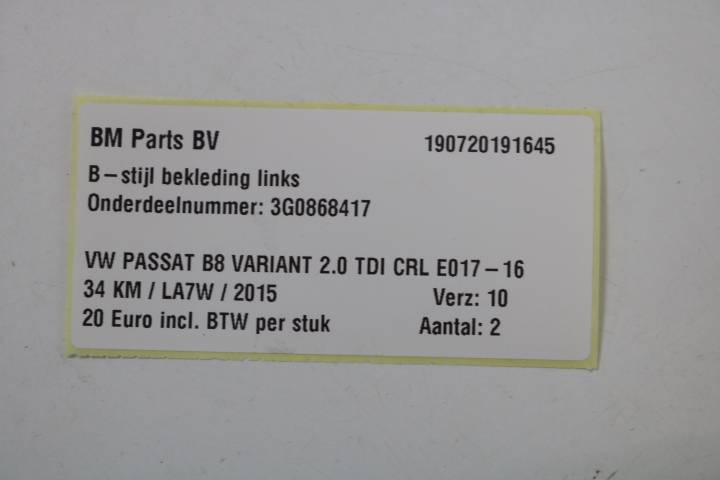 BM Parts BV 190720191645
B-stijl bekleding links
Onderdeelnummer: 3G0868417
VW PASSAT B8 VARIANT 2.0 TDI CRL E017-16
34 KM / LA7W / 2015 Verz: 10
20 Euro incl. BTW per stuk Aantal: 2